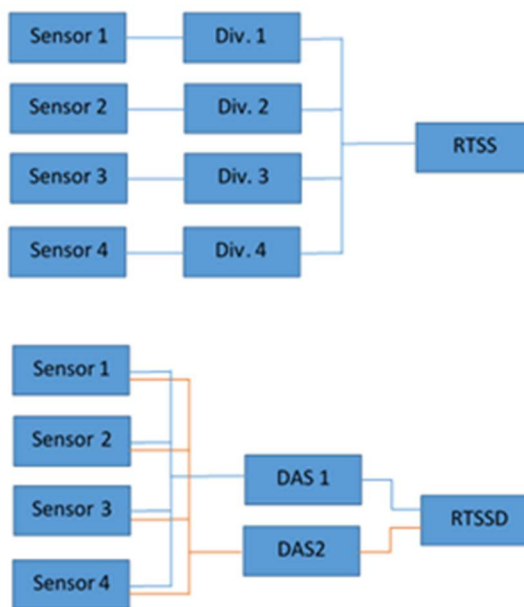 Sensor 1
Div. 1
Sensor 2
Div. 2
RTSS
Sensor 3
Div. 3
Sensor 4
Div. 4
Sensor 1
Sensor 2
DAS 1
Sensor 3
RTSSD
DAS2
Sensor 4